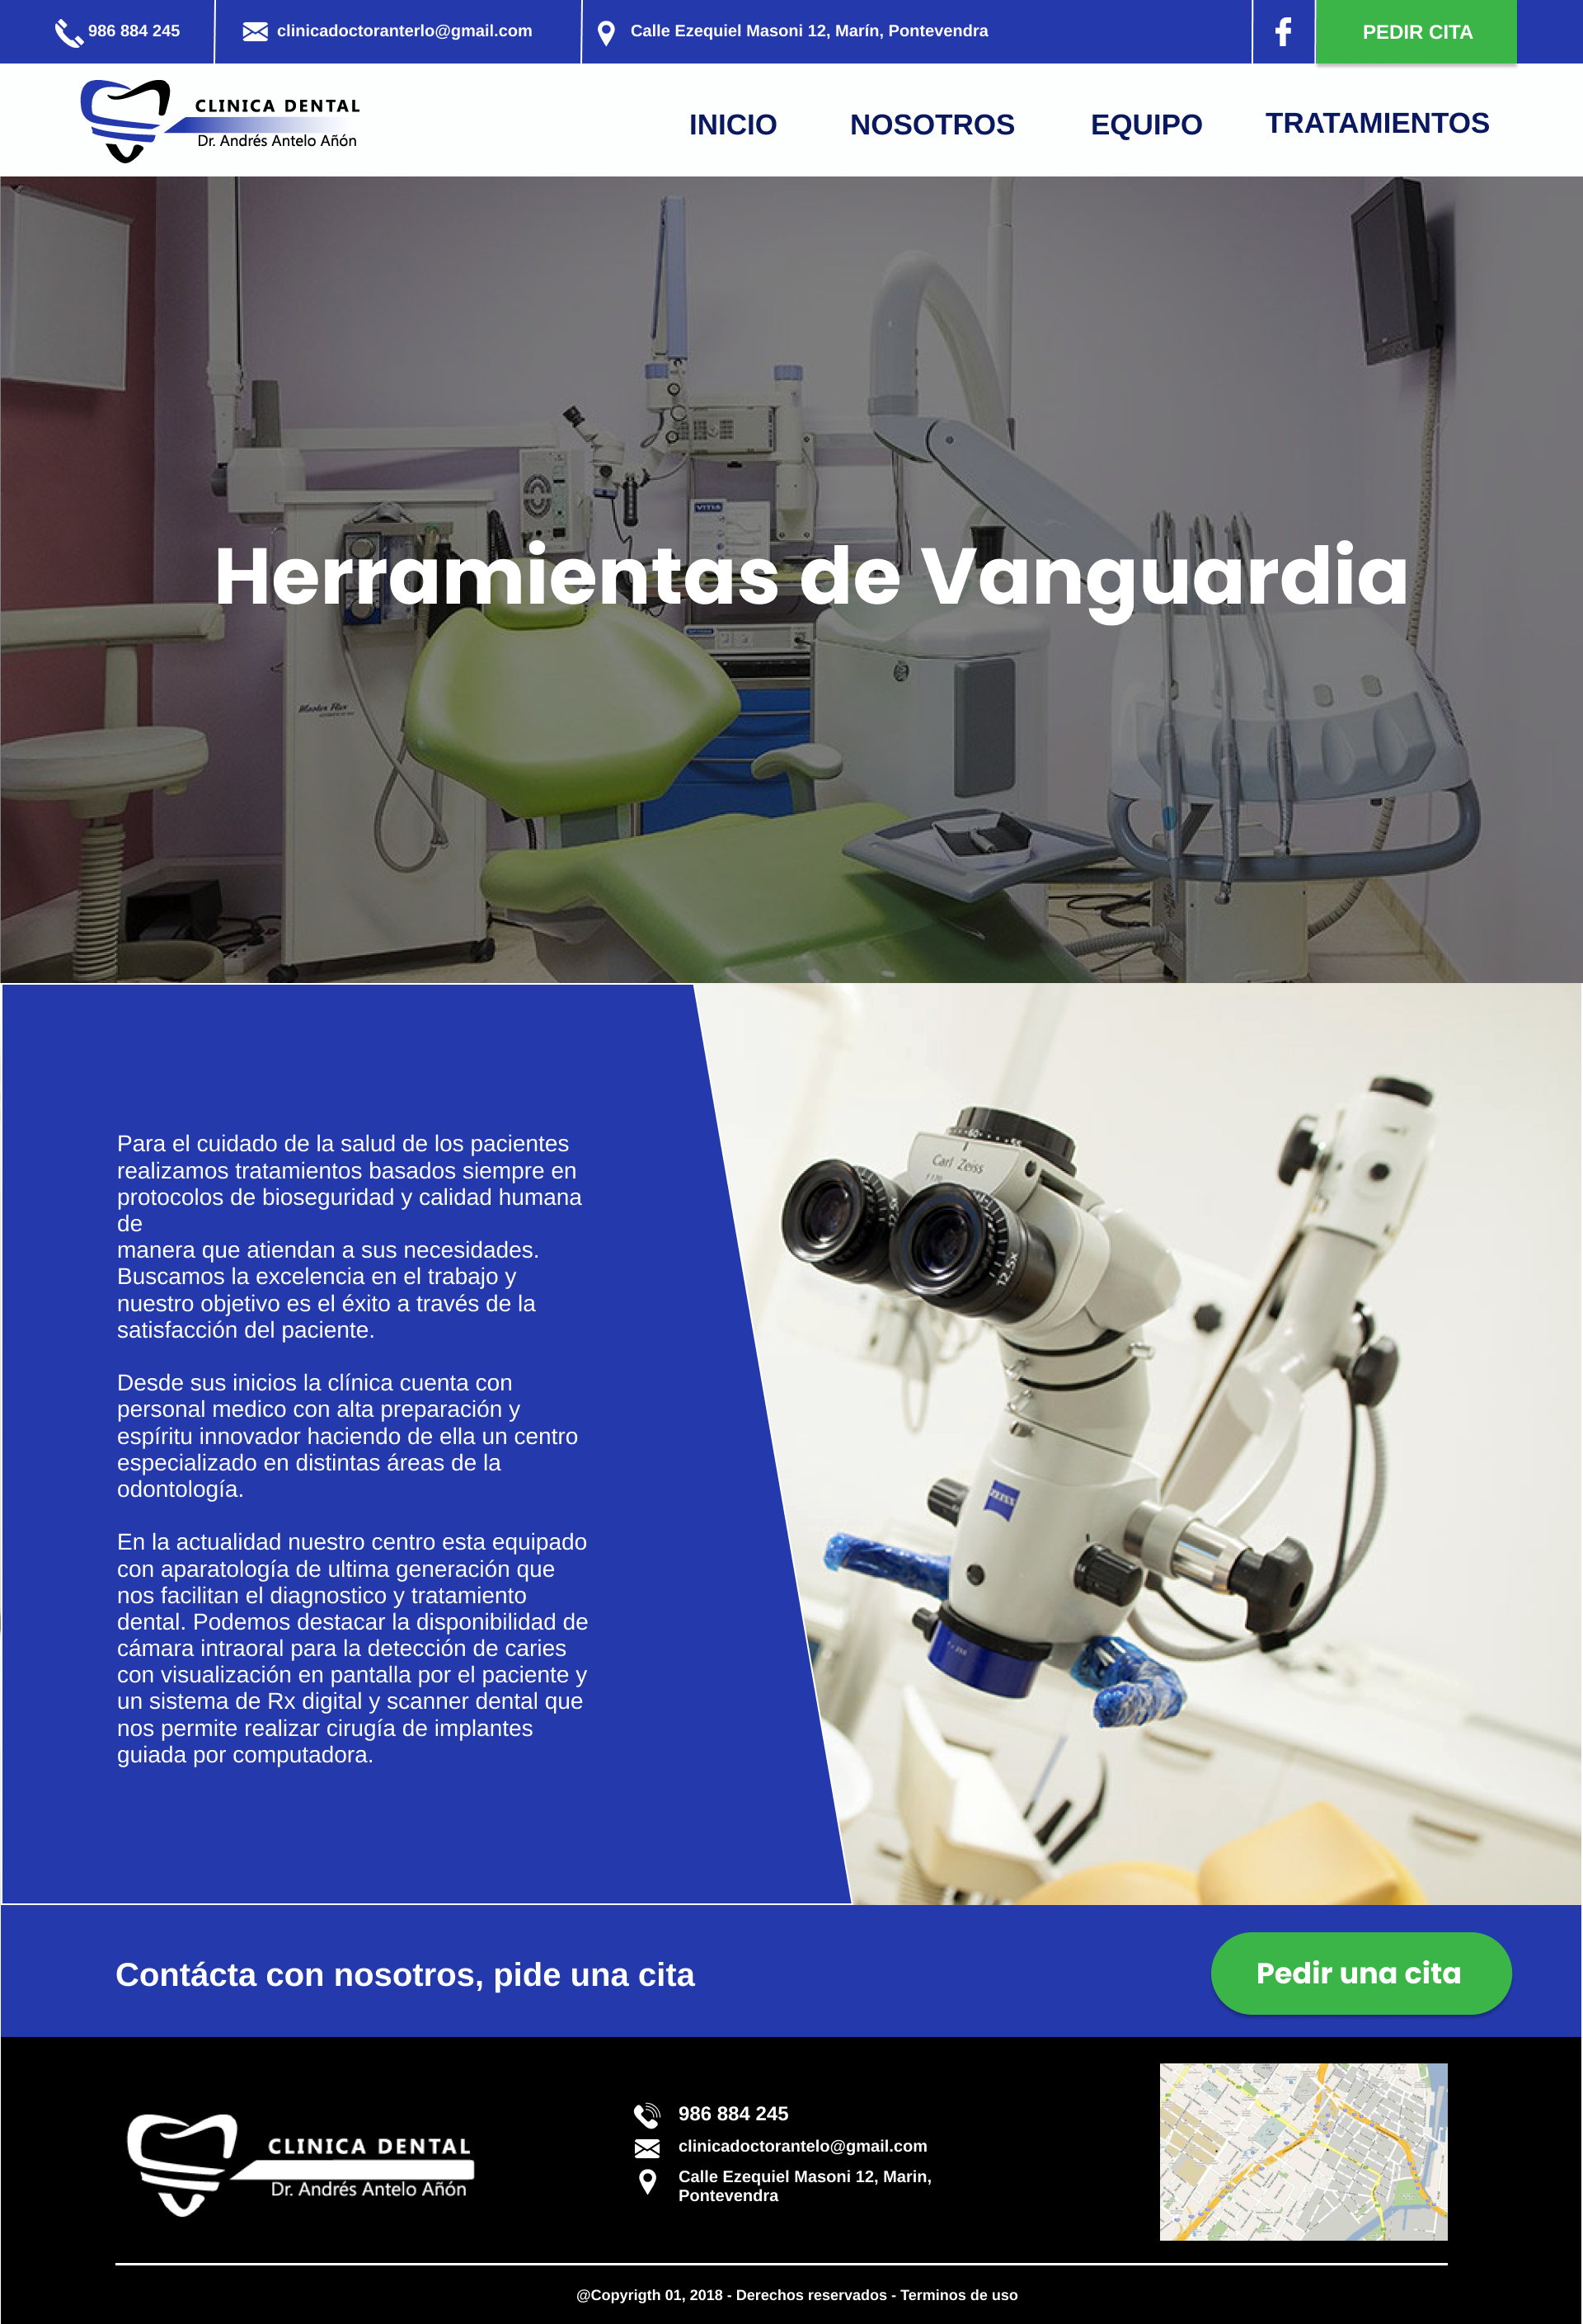 986 884 245
clinicadoctoranterlo@gmail.com
Calle Ezequiel Masoni 12, Marín, Pontevendra
PEDIR CITA
CLINICA DENTAL
Dr. Andrés Antelo Añón
INICIO
NOSOTROS
EQUIPO
TRATAMIENTOS
VITA
Herramientas de Vanguardia
Master Flux
Para el cuidado de la salud de los pacientes
realizamos tratamientos basados siempre en
protocolos de bioseguridad y calidad humana
de
manera que atiendan a sus necesidades.
Buscamos la excelencia en el trabajo y
nuestro objetivo es el éxito a través de la
satisfacción del paciente.
Desde sus inicios la clínica cuenta con
personal medico con alta preparación y
espíritu innovador haciendo de ella un centro
especializado en distintas áreas de la
odontología.
En la actualidad nuestro centro esta equipado
con aparatología de ultima generación que
nos facilitan el diagnostico y tratamiento
dental. Podemos destacar la disponibilidad de
cámara intraoral para la detección de caries
con visualización en pantalla por el paciente y
un sistema de Rx digital y scanner dental que
nos permite realizar cirugía de implantes
guiada por computadora.
Carl Zeiss
12,5x
12,5x
ZEISS
Contácta con nosotros, pide una cita
Pedir una cita
CLINICA DENTAL
Dr. Andrés Antelo Añón
986 884 245
clinicadoctorantelo@gmail.com
Calle Ezequiel Masoni 12, Marin,
Pontevendra
@Copyrigth 01, 2018 - Derechos reservados - Terminos de uso